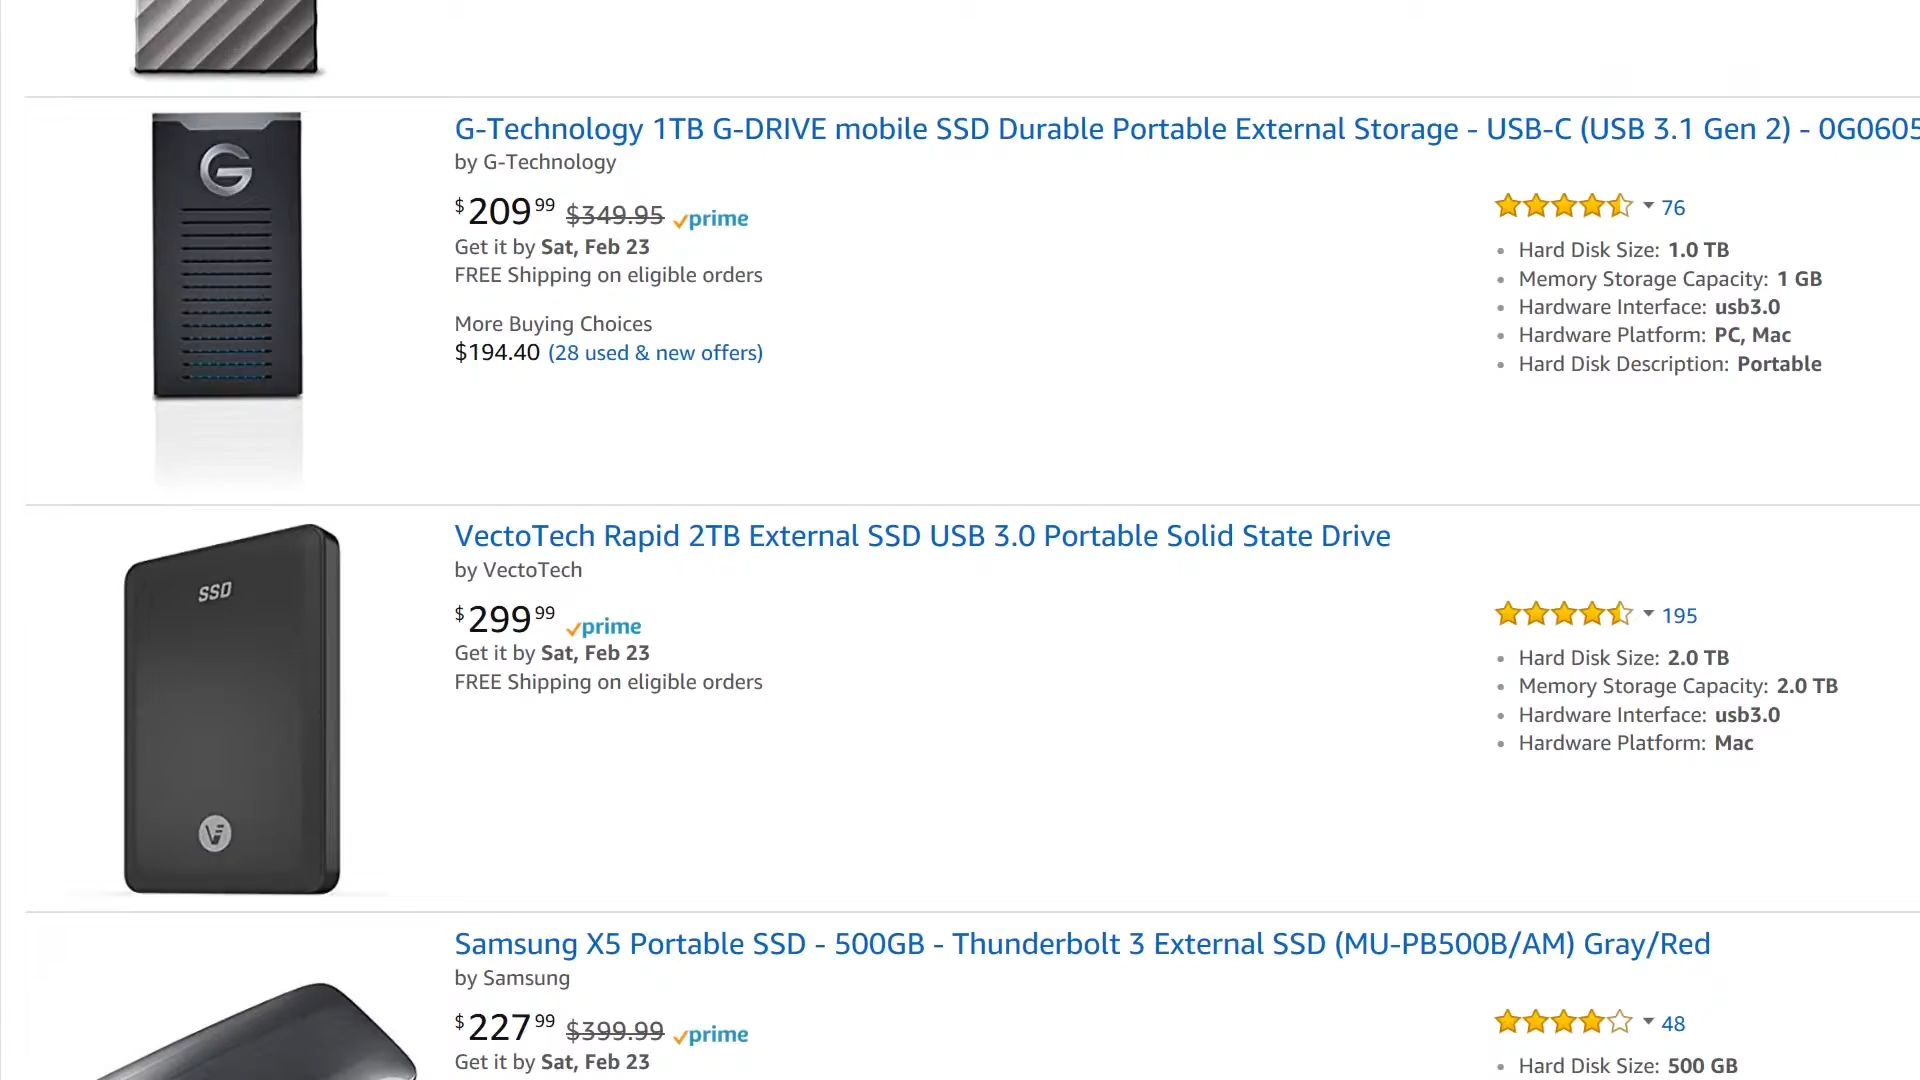 G-Technology 1TB G-DRIVE mobile SSD Durable Portable External Storage - USB-C (USB 3.1 Gen 2) - 0G0605
by G-Technology
$209.99 $349.95 prime
Get it by Sat, Feb 23
FREE Shipping on eligible orders
More Buying Choices
$194.40 (28 used & new offers)
76
Hard Disk Size: 1.0 TB
Memory Storage Capacity: 1 GB
Hardware Interface: usb3.0
Hardware Platform: PC, Mac
Hard Disk Description: Portable
SSD
VectoTech Rapid 2TB External SSD USB 3.0 Portable Solid State Drive
by VectoTech
$299.99 prime
Get it by Sat, Feb 23
FREE Shipping on eligible orders
195
Hard Disk Size: 2.0 TB
Memory Storage Capacity: 2.0 TB
Hardware Interface: usb3.0
Hardware Platform: Mac
Samsung X5 Portable SSD - 500GB - Thunderbolt 3 External SSD (MU-PB500B/AM) Gray/Red
by Samsung
$227.99 $399.99 prime
Get it by Sat, Feb 23
48
Hard Disk Size: 500 GB